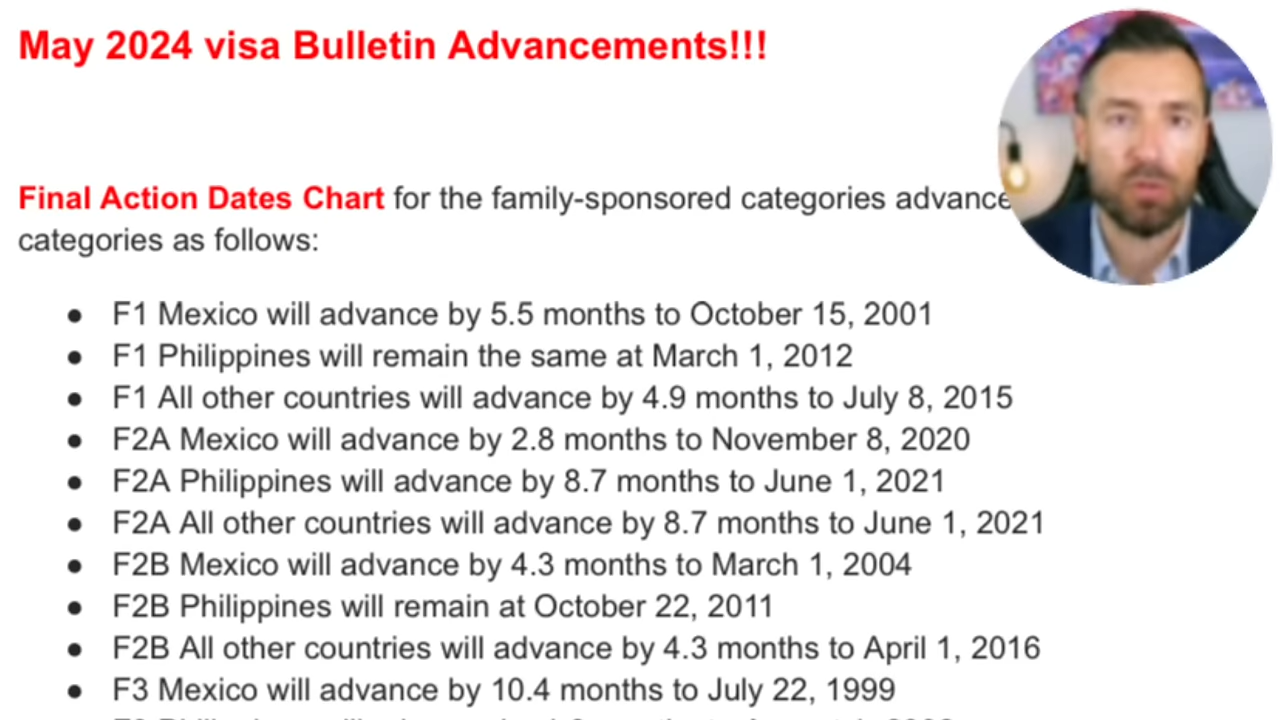 May 2024 visa Bulletin Advancements!!!
Final Action Dates Chart for the family-sponsored categories advance
categories as follows:
● F1 Mexico will advance by 5.5 months to October 15, 2001
● F1 Philippines will remain the same at March 1, 2012
● F1 All other countries will advance by 4.9 months to July 8, 2015
● F2A Mexico will advance by 2.8 months to November 8, 2020
● F2A Philippines will advance by 8.7 months to June 1, 2021
● F2A All other countries will advance by 8.7 months to June 1, 2021
● F2B Mexico will advance by 4.3 months to March 1, 2004
● F2B Philippines will remain at October 22, 2011
● F2B All other countries will advance by 4.3 months to April 1, 2016
● F3 Mexico will advance by 10.4 months to July 22, 1999